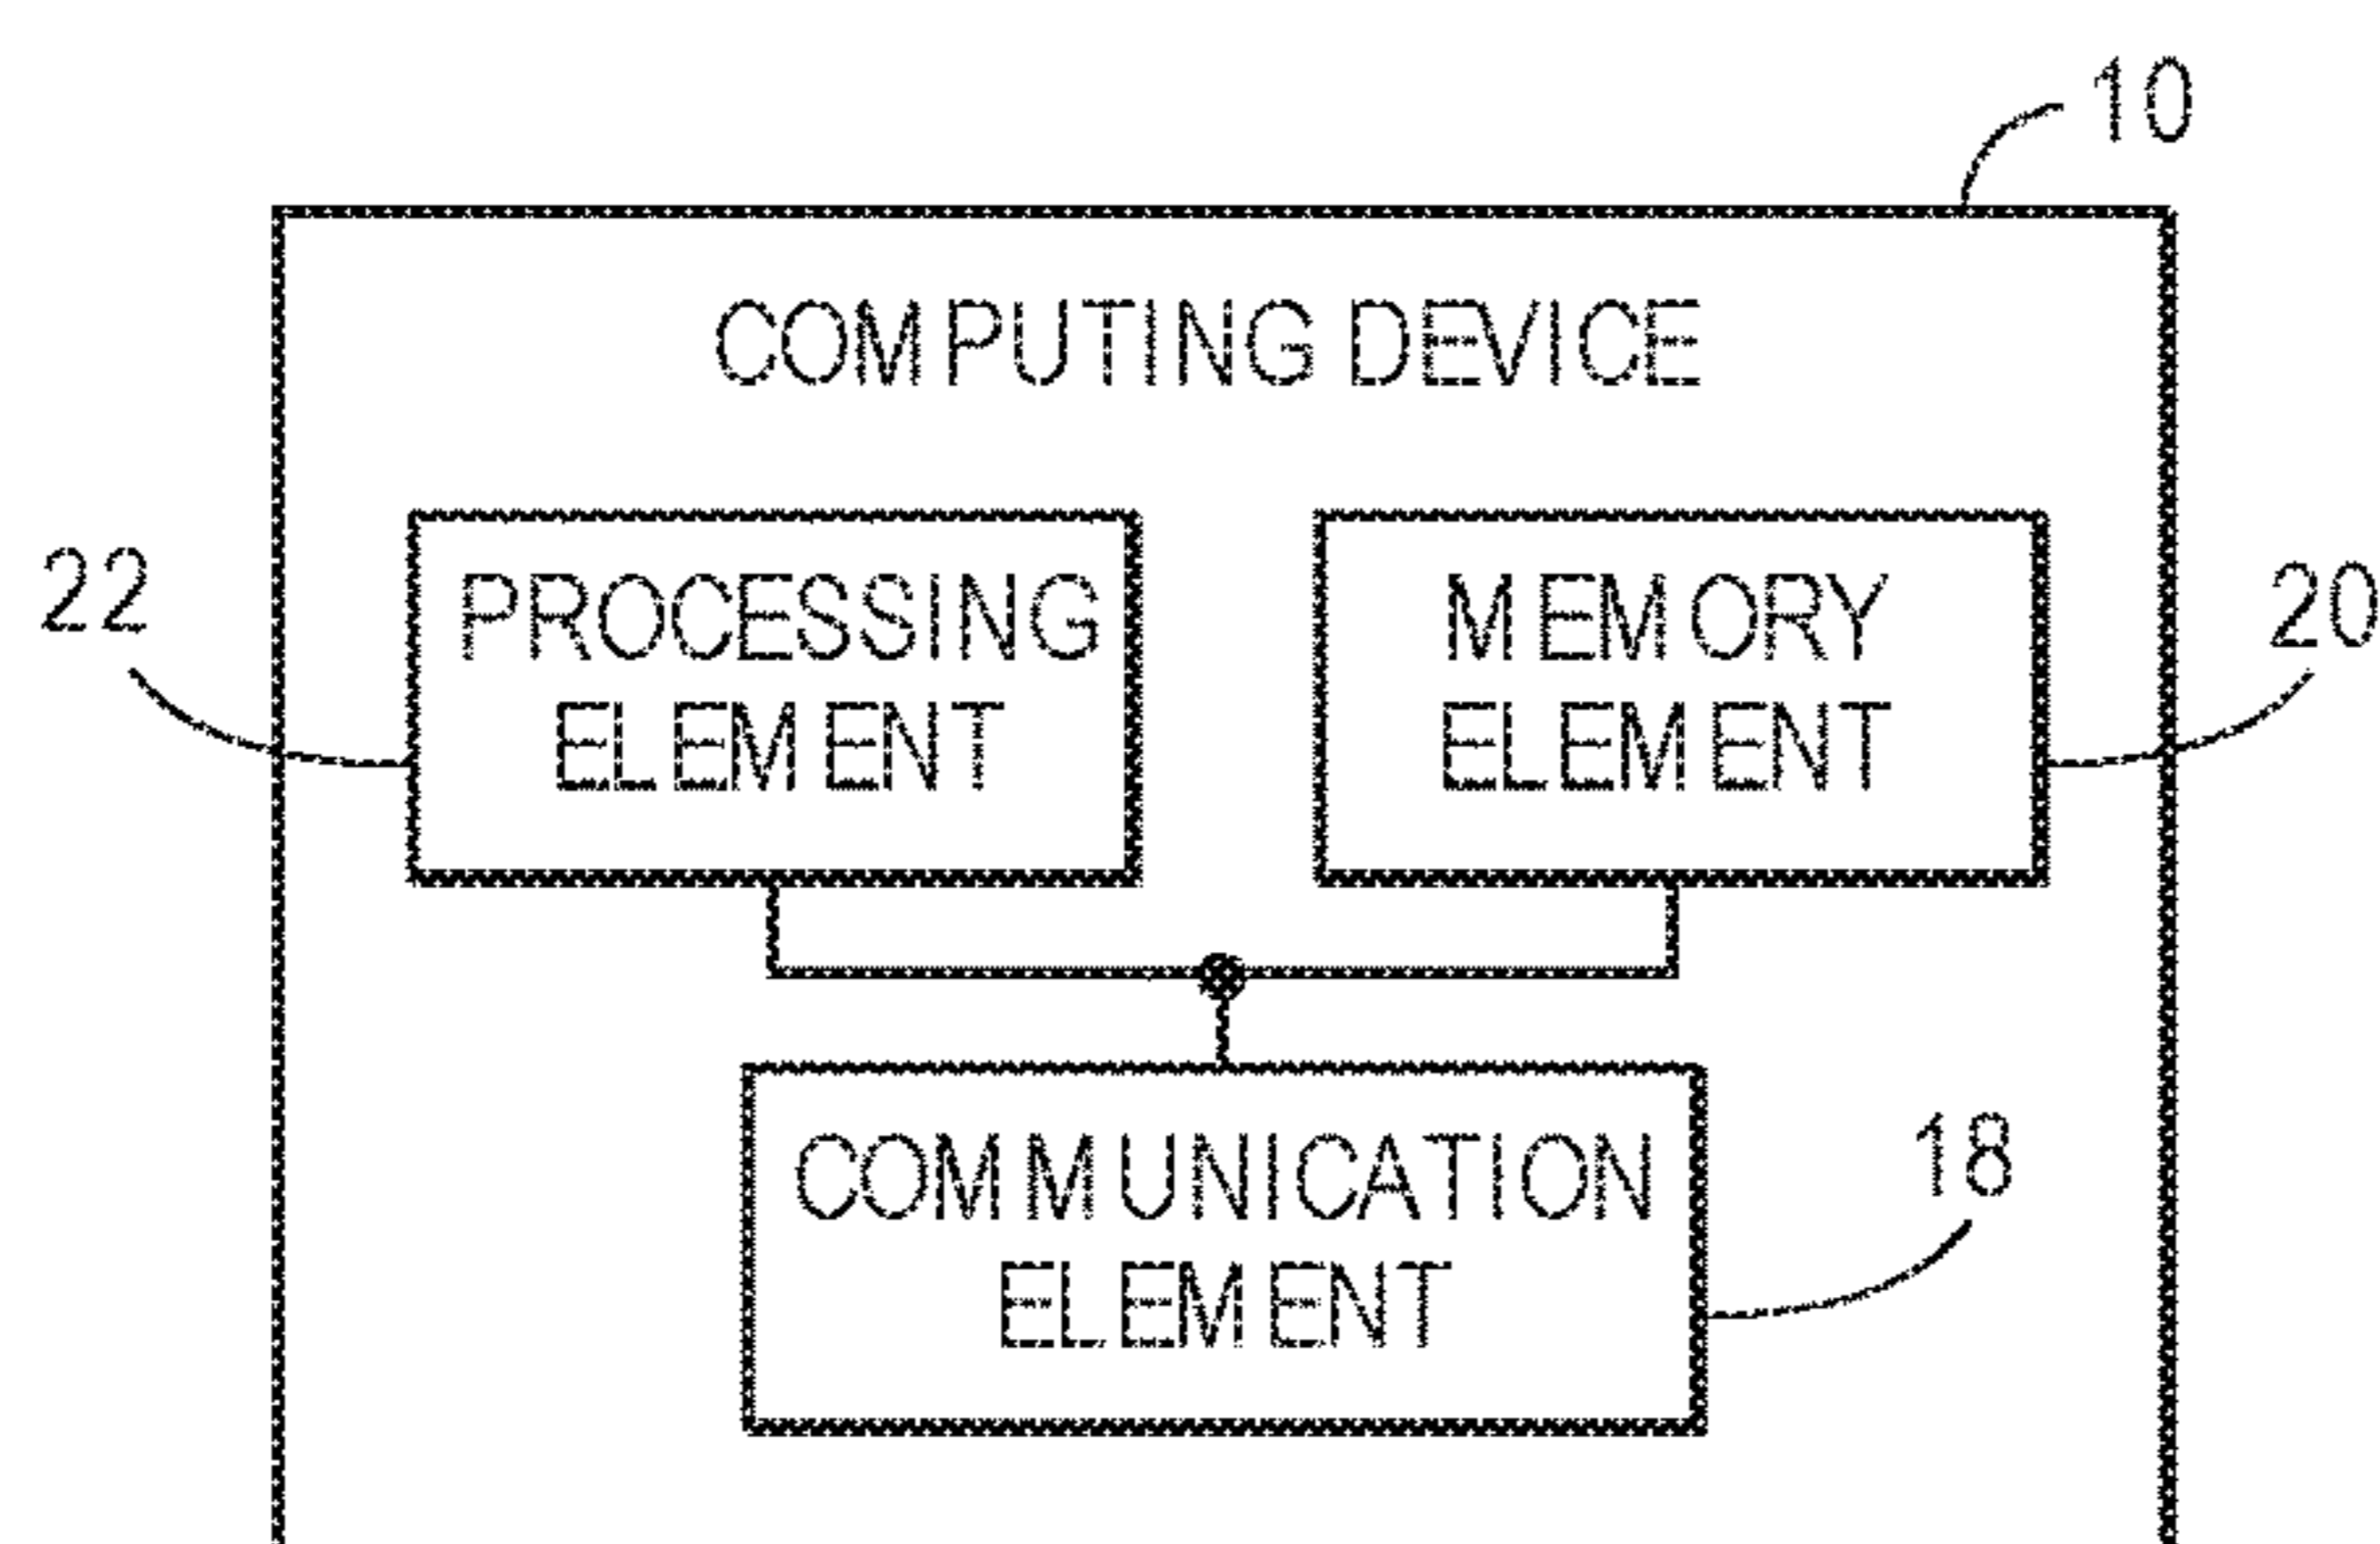 10
COMPUTING DEVICE
22
PROCESSING
ELEMENT
MEMORY
ELEMENT
20
COMMUNICATION
ELEMENT
18